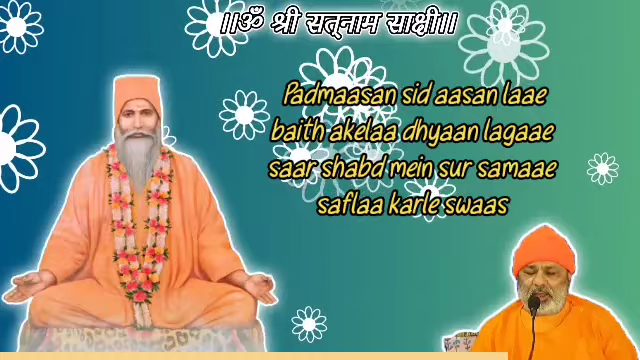 ।।ॐ श्री सत्‌नाम साक्षी।।
Padmaasan sid aasan laae
baith akelaa dhyaan lagaae
saar shabd mein sur samaae
saflaa karle swaas